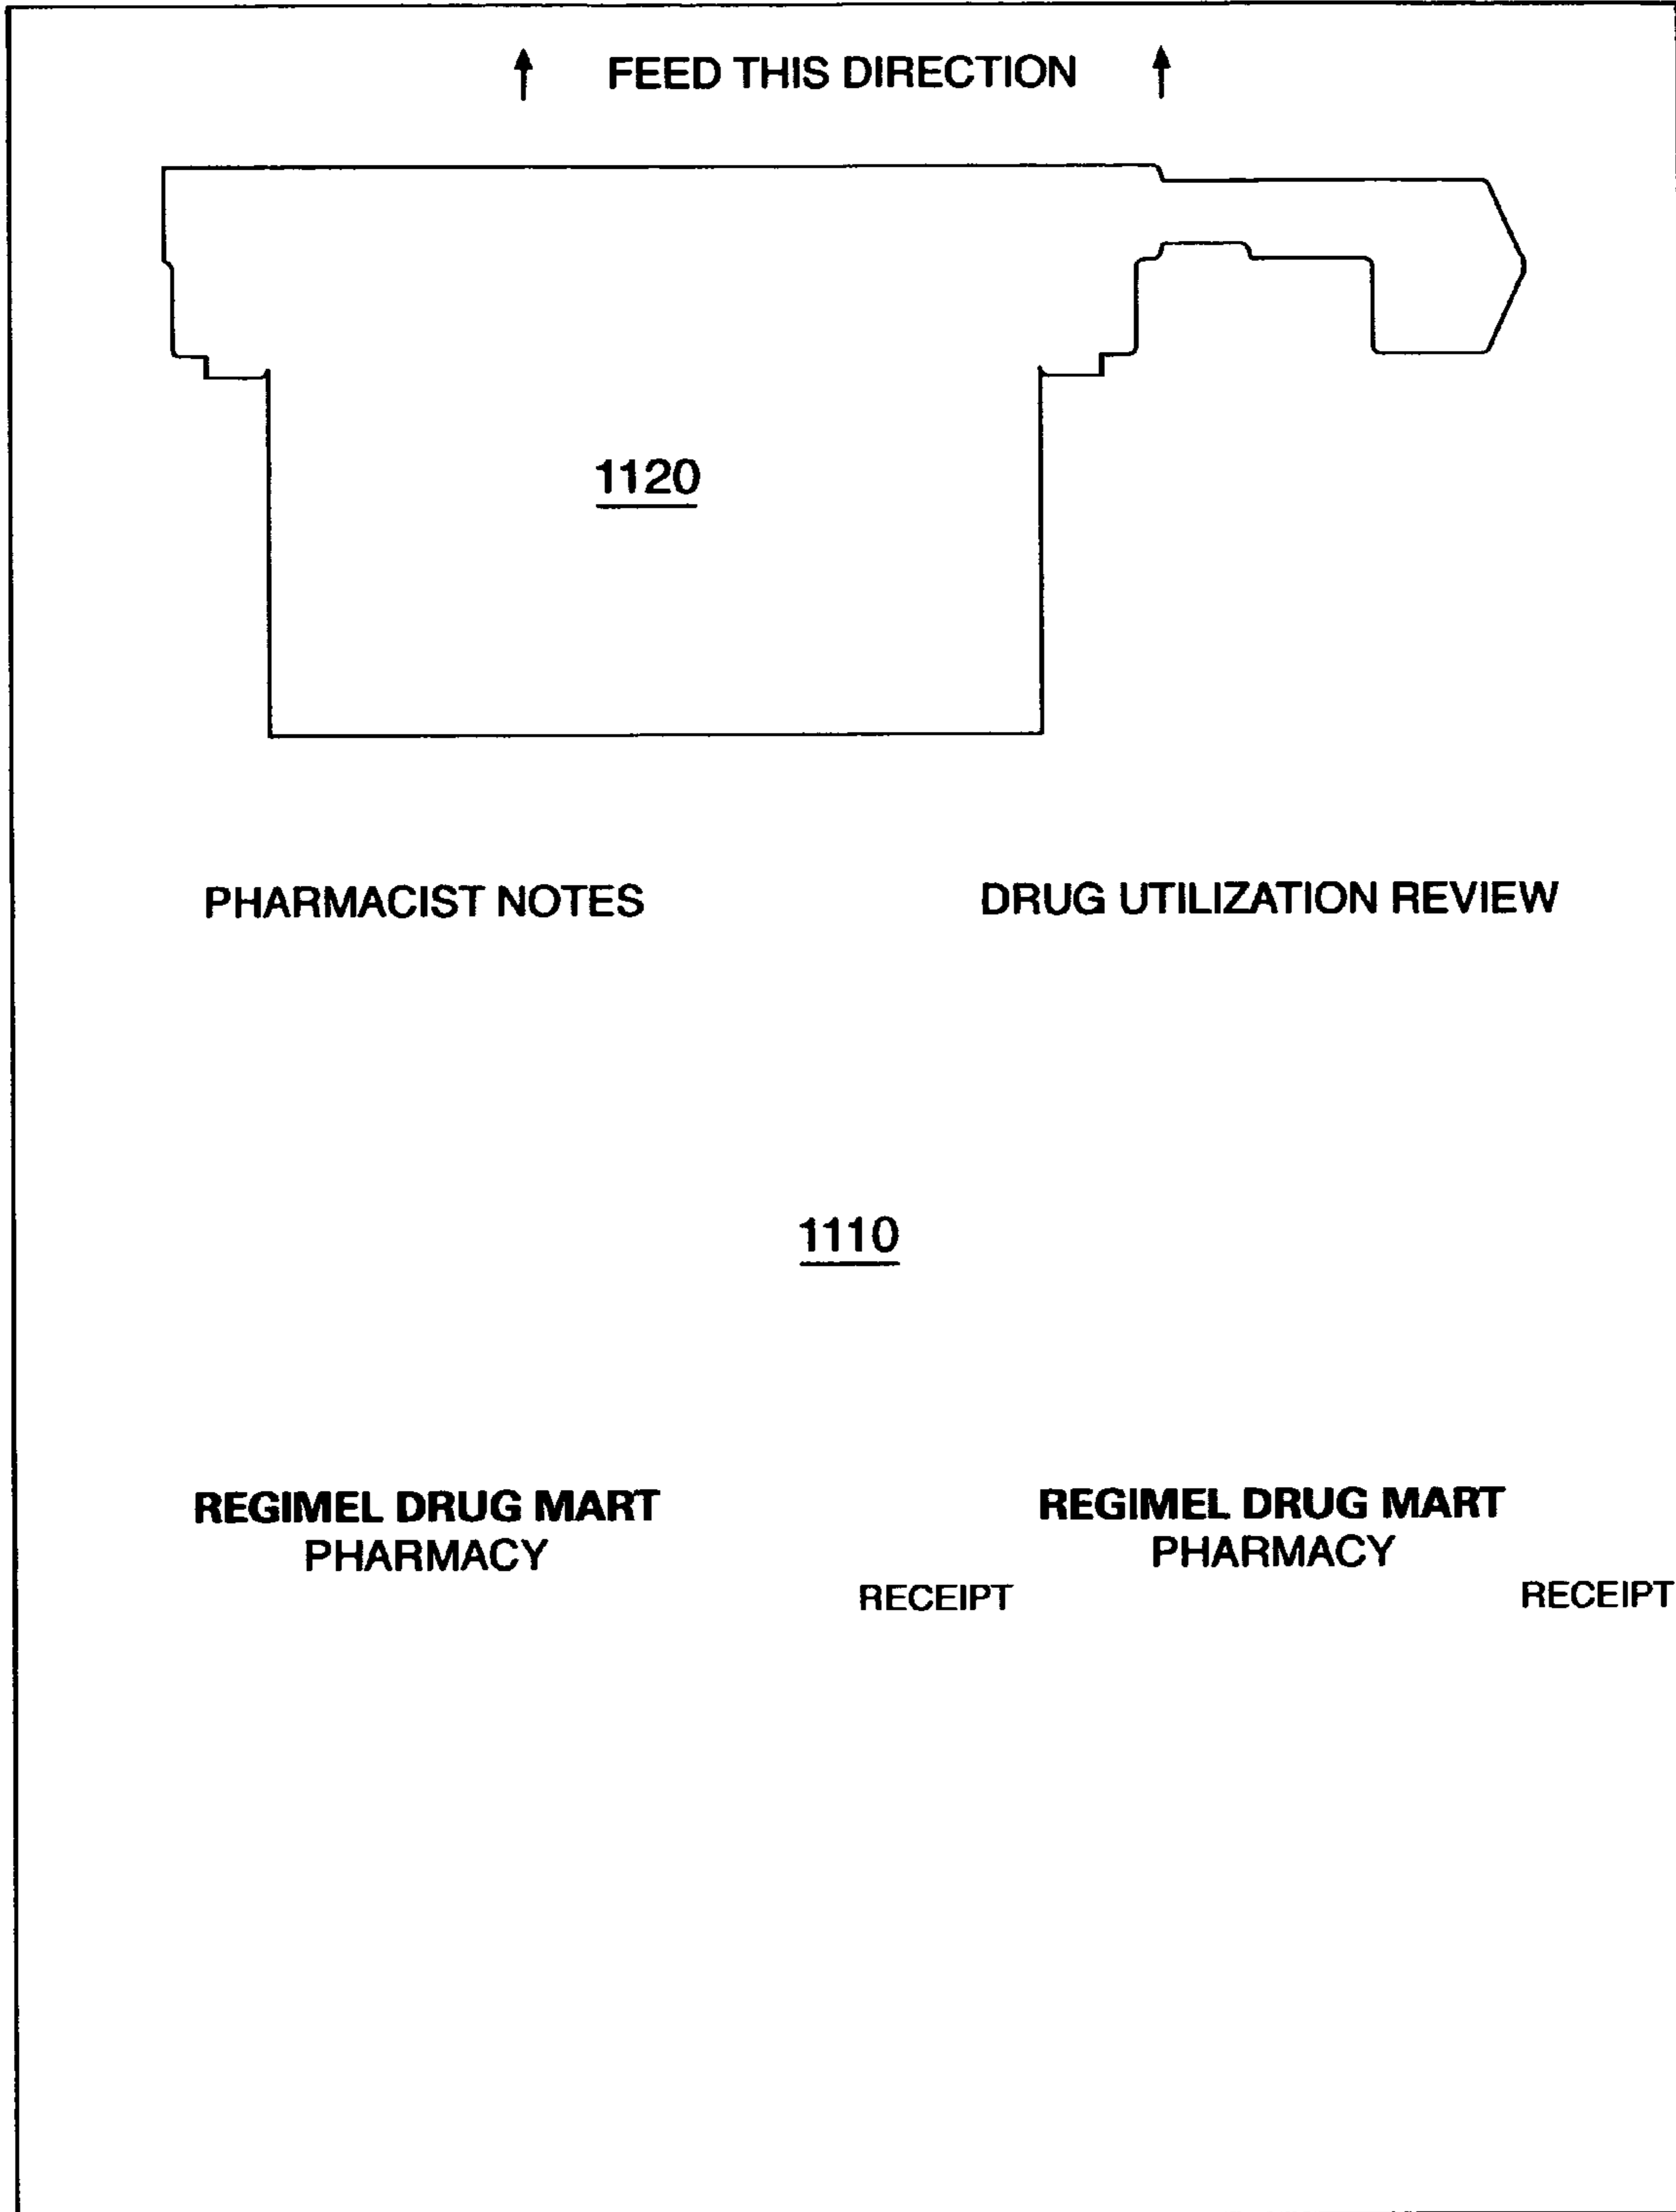 FEED THIS DIRECTION
1120
PHARMACIST NOTES
DRUG UTILIZATION REVIEW
1110
REGIMEL DRUG MART
PHARMACY
RECEIPT
REGIMEL DRUG MART
PHARMACY
RECEIPT